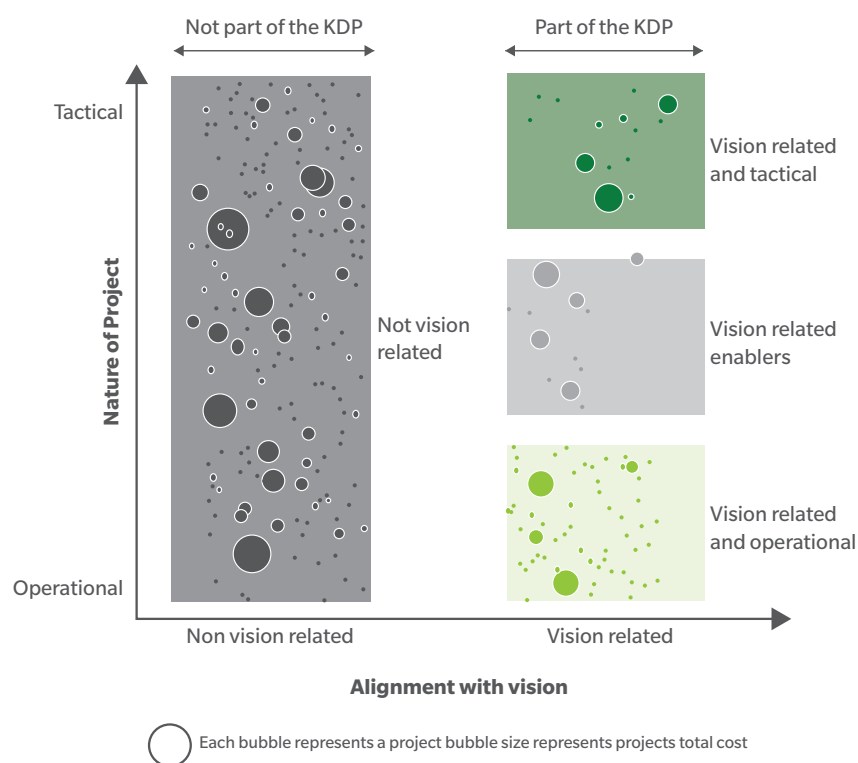 Not part of the KDP
Part of the KDP
Tactical
Vision related
and tactical
Nature of Project
Not vision
related
Vision related
enablers
Vision related
and operational
Operational
Non vision related
Vision related
Alignment with vision
Each bubble represents a project bubble size represents projects total cost